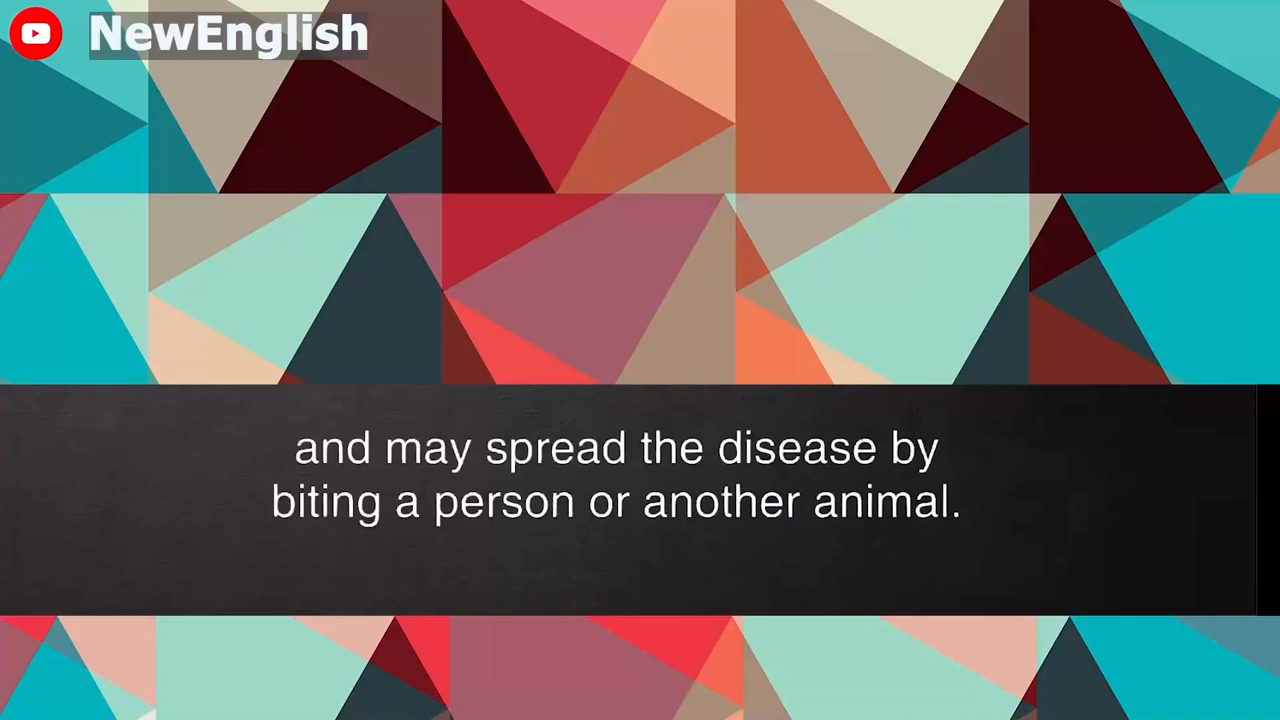 NewEnglish
and may spread the disease by
biting a person or another animal.